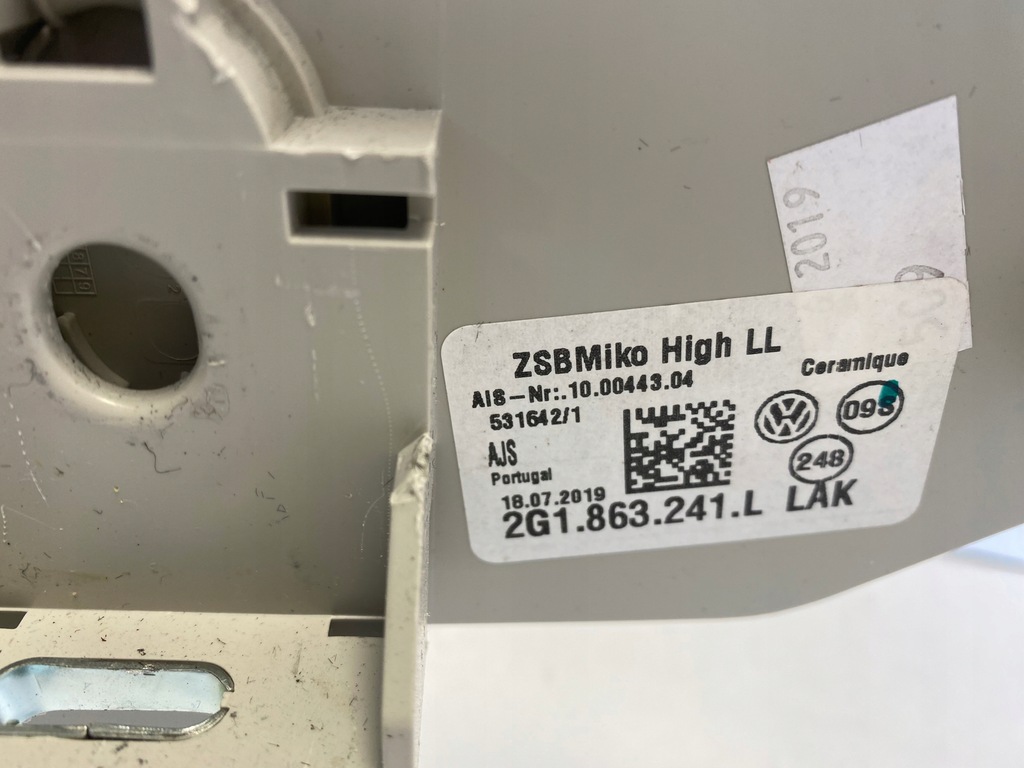 2019
ZSBMiko High LL
AIS-Nr:.10.00443.04
Ceramique
531642/1
09S
AJS
248
Portugal
18.07.2019
2G1.863.241.L LAK